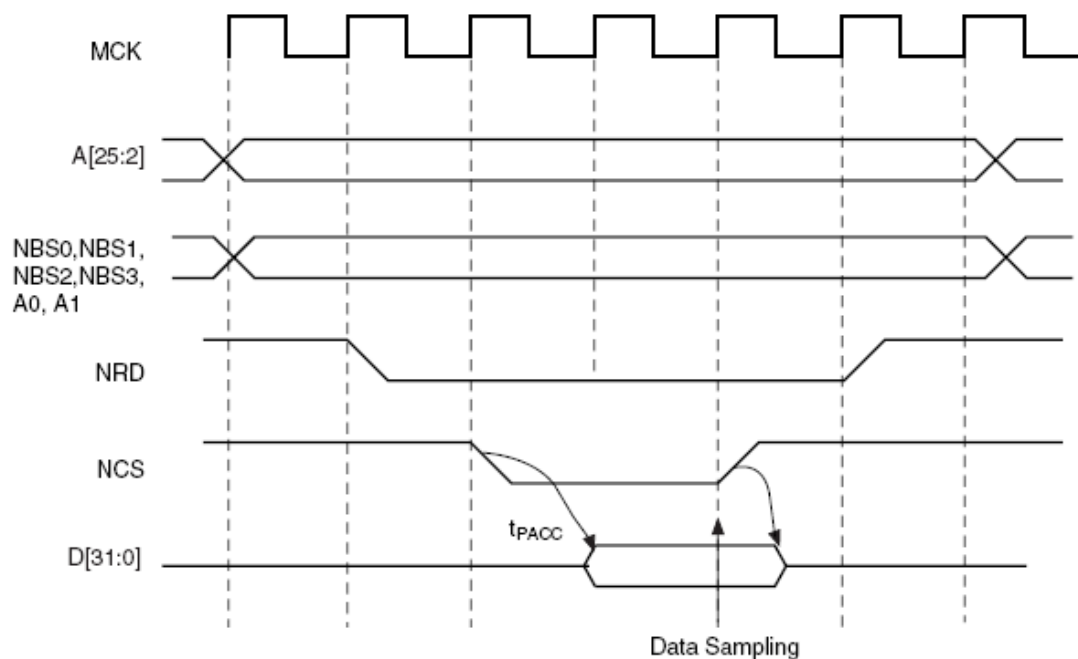 MCK
A[25:2]
NBS0,NBS1,
NBS2,NBS3,
A0, A1
NRD
NCS
tPACC
D[31:0]
Data Sampling